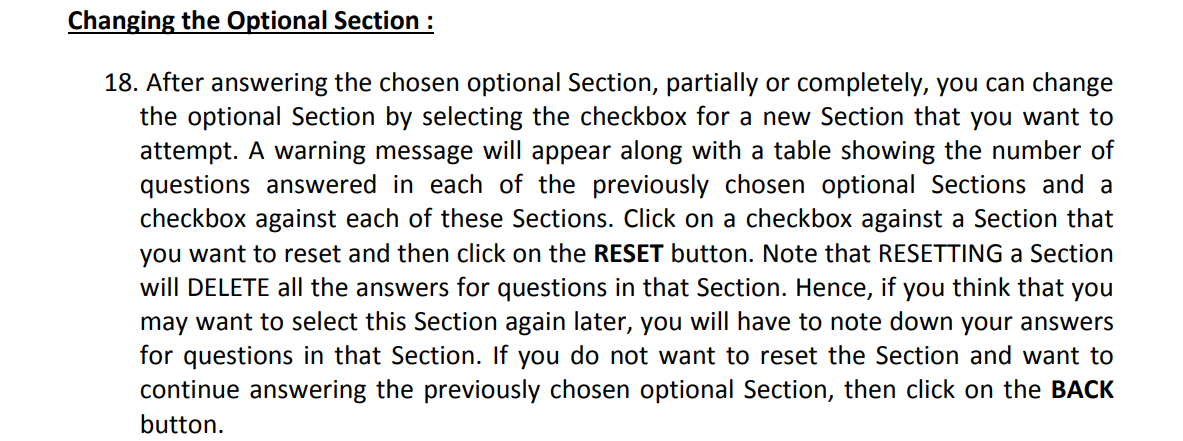 Changing the Optional Section :
18. After answering the chosen optional Section, partially or completely, you can change
the optional Section by selecting the checkbox for a new Section that you want to
attempt. A warning message will appear along with a table showing the number of
questions answered in each of the previously chosen optional Sections and a
checkbox against each of these Sections. Click on a checkbox against a Section that
you want to reset and then click on the RESET button. Note that RESETTING a Section
will DELETE all the answers for questions in that Section. Hence, if you think that you
may want to select this Section again later, you will have to note down your answers
for questions in that Section. If you do not want to reset the Section and want to
continue answering the previously chosen optional Section, then click on the BACK
button.